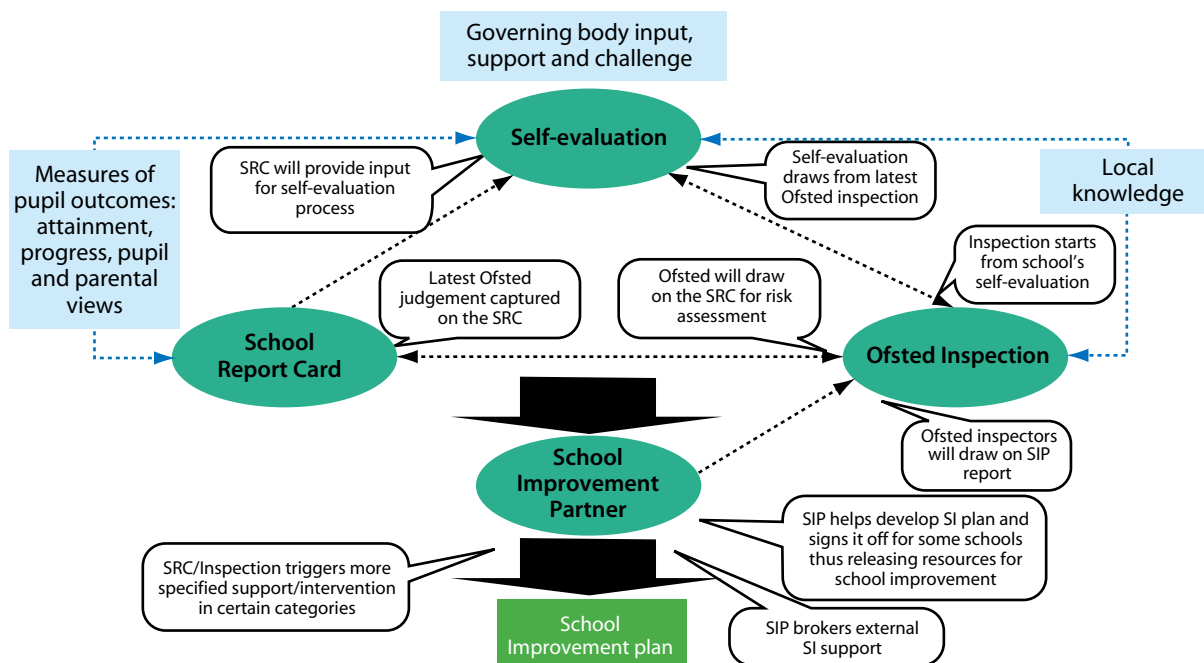 Governing body input,
support and challenge
Self-evaluation
SRC will provide input
for self-evaluation
process
Self-evaluation
draws from latest
Ofsted inspection
Measures of
pupil outcomes:
attainment,
progress, pupil
and parental
views
Local
knowledge
Inspection starts
from school’s
self-evaluation
Latest Ofsted
judgement captured
on the SRC
Ofsted will draw
on the SRC for risk
assessment
School
Report Card
Ofsted Inspection
Ofsted inspectors
will draw on SIP
report
School
Improvement
Partner
SIP helps develop SI plan and
signs it off for some schools
thus releasing resources for
school improvement
SRC/Inspection triggers more
specified support/intervention
in certain categories
School
Improvement plan
SIP brokers external
SI support